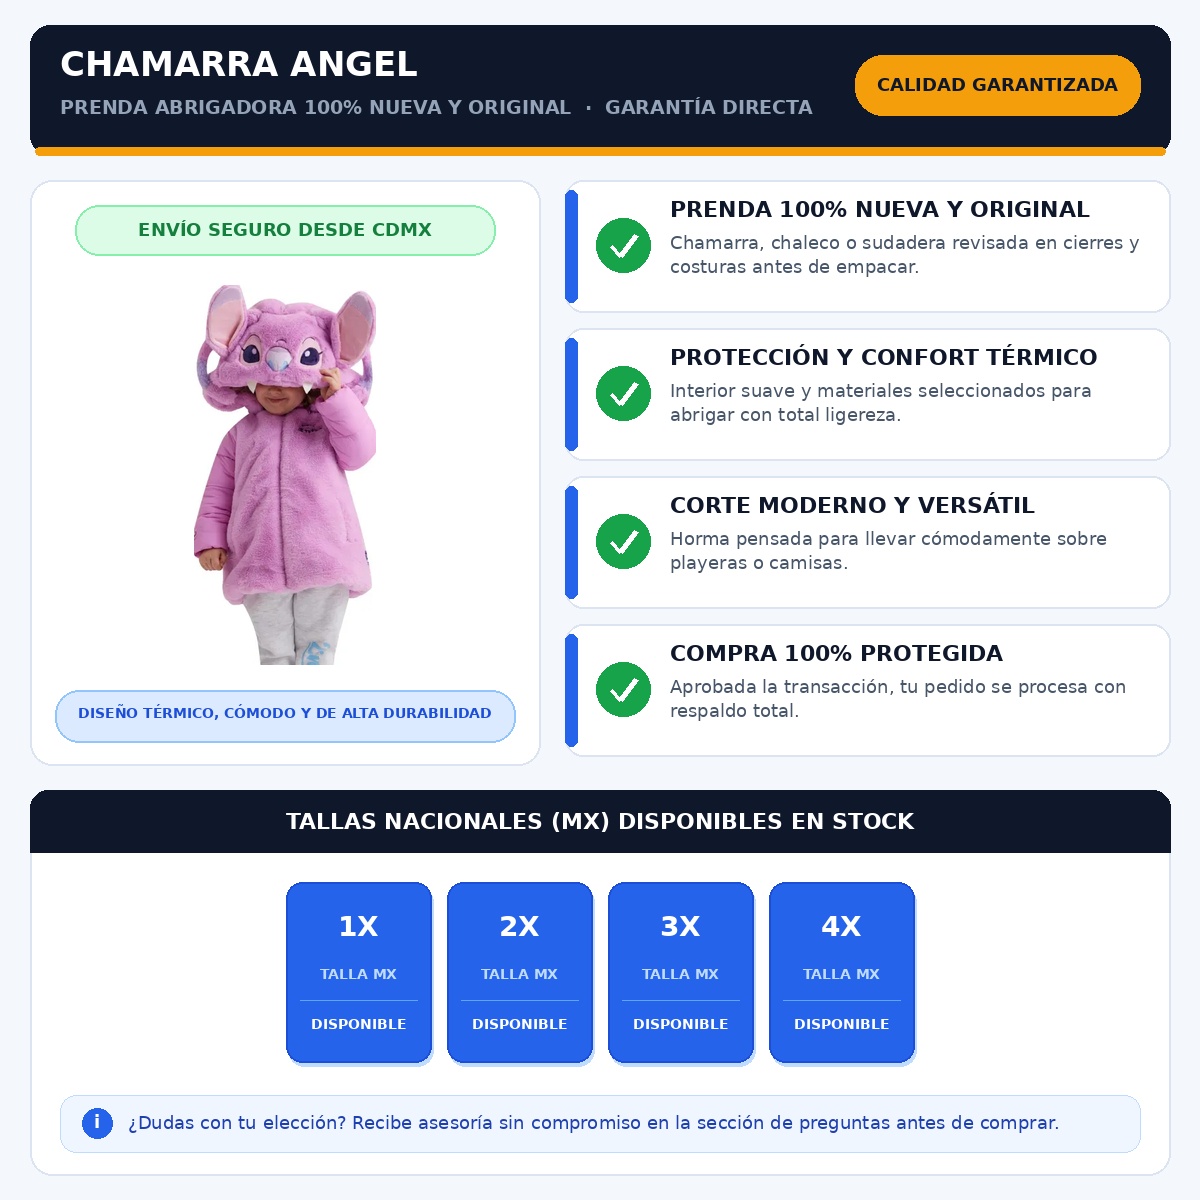 CHAMARRA ANGEL
PRENDA ABRIGADORA 100% NUEVA Y ORIGINAL · GARANTÍA DIRECTA
CALIDAD GARANTIZADA
ENVÍO SEGURO DESDE CDMX
DISEÑO TÉRMICO, CÓMODO Y DE ALTA DURABILIDAD
PRENDA 100% NUEVA Y ORIGINAL
Chamarra, chaleco o sudadera revisada en cierres y
costuras antes de empacar.
PROTECCIÓN Y CONFORT TÉRMICO
Interior suave y materiales seleccionados para
abrigar con total ligereza.
CORTE MODERNO Y VERSÁTIL
Horma pensada para llevar cómodamente sobre
playeras o camisas.
COMPRA 100% PROTEGIDA
Aprobada la transacción, tu pedido se procesa con
respaldo total.
TALLAS NACIONALES (MX) DISPONIBLES EN STOCK
1X
TALLA MX
DISPONIBLE
2X
TALLA MX
DISPONIBLE
3X
TALLA MX
DISPONIBLE
4X
TALLA MX
DISPONIBLE
i
¿Dudas con tu elección? Recibe asesoría sin compromiso en la sección de preguntas antes de comprar.